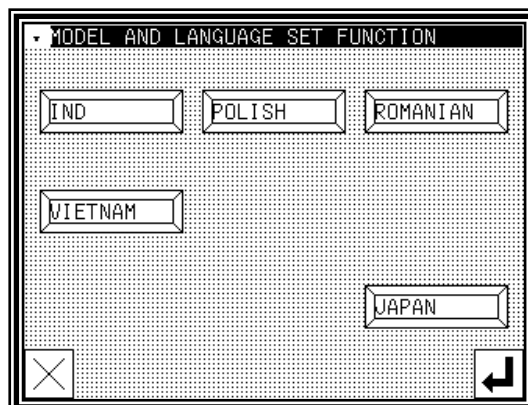 MODEL AND LANGUAGE SET FUNCTION
IND
POLISH
ROMANIAN
VIETNAM
JAPAN